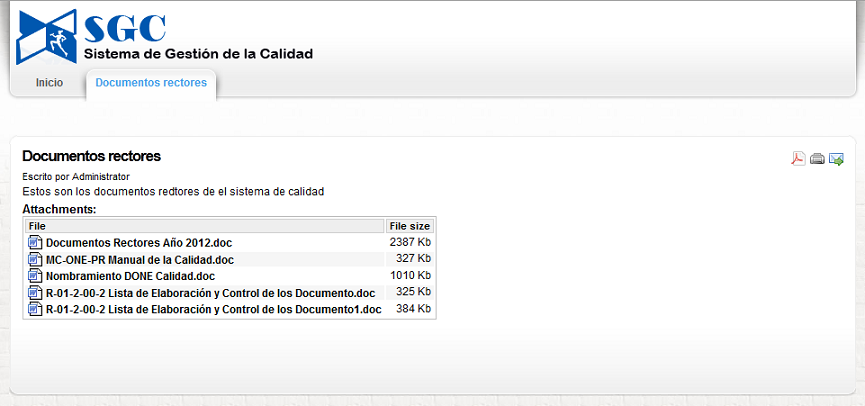 SGC
Sistema de Gestión de la Calidad
Inicio Documentos rectores
Documentos rectores
Escrito por Administrator
Estos son los documentos redtores de el sistema de calidad
Attachments:
File File size
Documentos Rectores Año 2012.doc 2387 Kb
MC-ONE-PR Manual de la Calidad.doc 327 Kb
Nombramiento DONE Calidad.doc 1010 Kb
R-01-2-00-2 Lista de Elaboración y Control de los Documento.doc 325 Kb
R-01-2-00-2 Lista de Elaboración y Control de los Documento1.doc 384 Kb